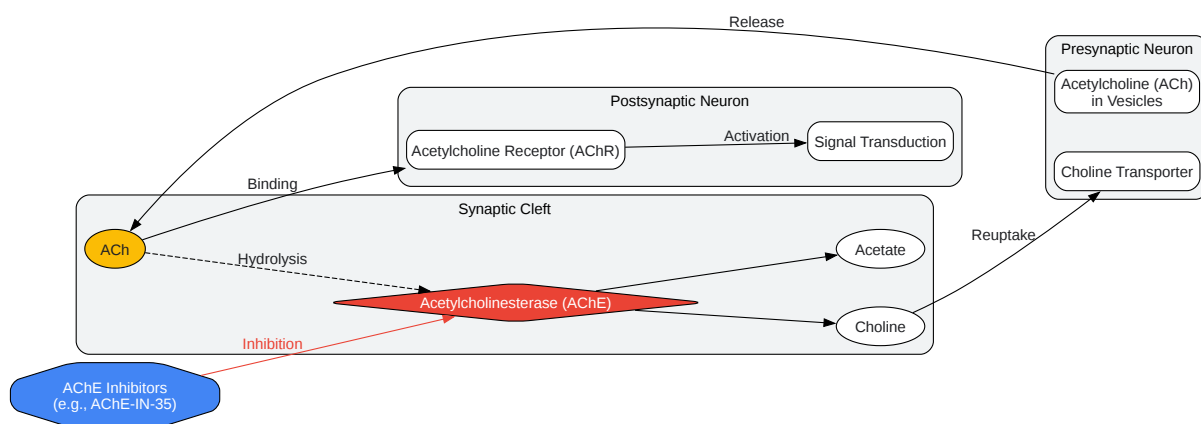 Release
Presynaptic Neuron
Acetylcholine (ACh)
in Vesicles
Postsynaptic Neuron
Acetylcholine Receptor (AChR)
Activation
Signal Transduction
Choline Transporter
Binding
Synaptic Cleft
ACh
Hydrolysis
Acetate
Reuptake
Acetylcholinesterase (AChE)
Choline
Inhibition
AChE Inhibitors
(e.g., AChE-IN-35)